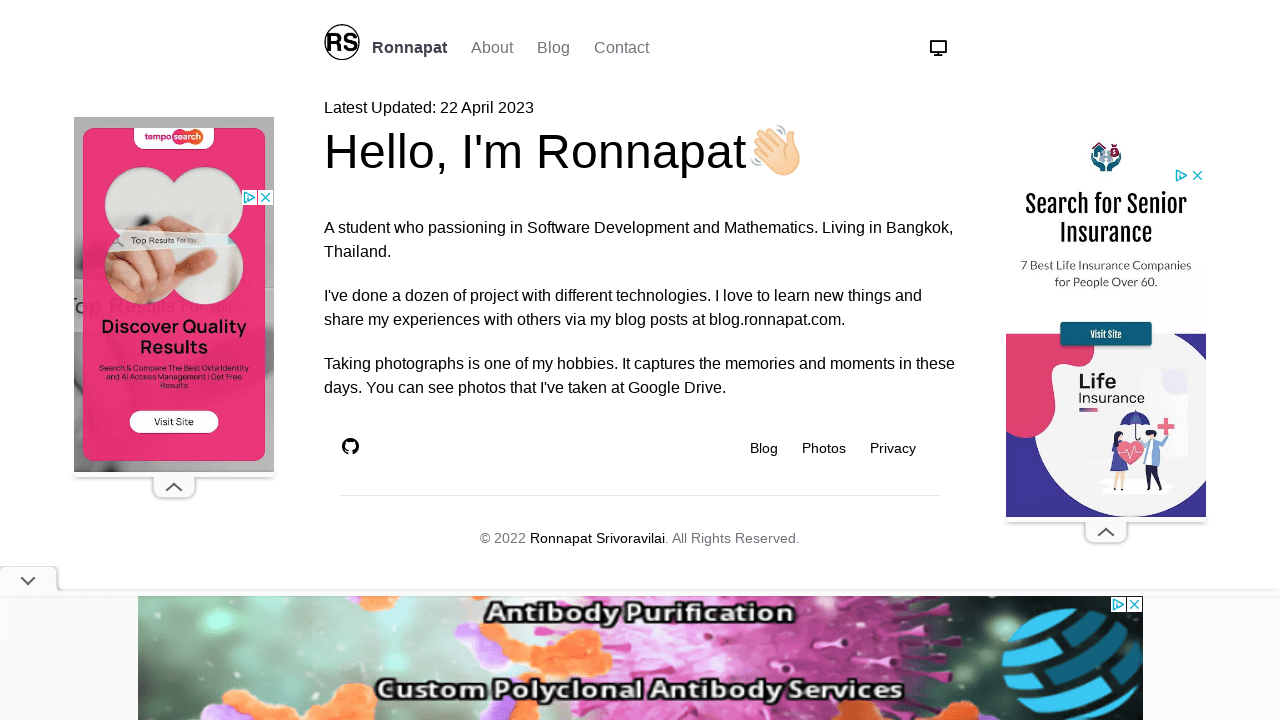 RS
Ronnapat
About
Blog
Contact
Latest Updated: 22 April 2023
Hello, I'm Ronnapat👋🏻
A student who passioning in Software Development and Mathematics. Living in Bangkok,
Thailand.
I've done a dozen of project with different technologies. I love to learn new things and
share my experiences with others via my blog posts at blog.ronnapat.com.
Taking photographs is one of my hobbies. It captures the memories and moments in these
days. You can see photos that I've taken at Google Drive.
Blog
Photos
Privacy
© 2022 Ronnapat Srivoravilai. All Rights Reserved.
temposearch
Top Results For You
Top Results For You
Discover Quality
Results
Search & Compare The Best Okta Identity
and AI Access Management | Get Free
Results
Visit Site
Search for Senior
Insurance
7 Best Life Insurance Companies
for People Over 60.
Visit Site
Life
Insurance
Antibody Purification
Custom Polyclonal Antibody Services